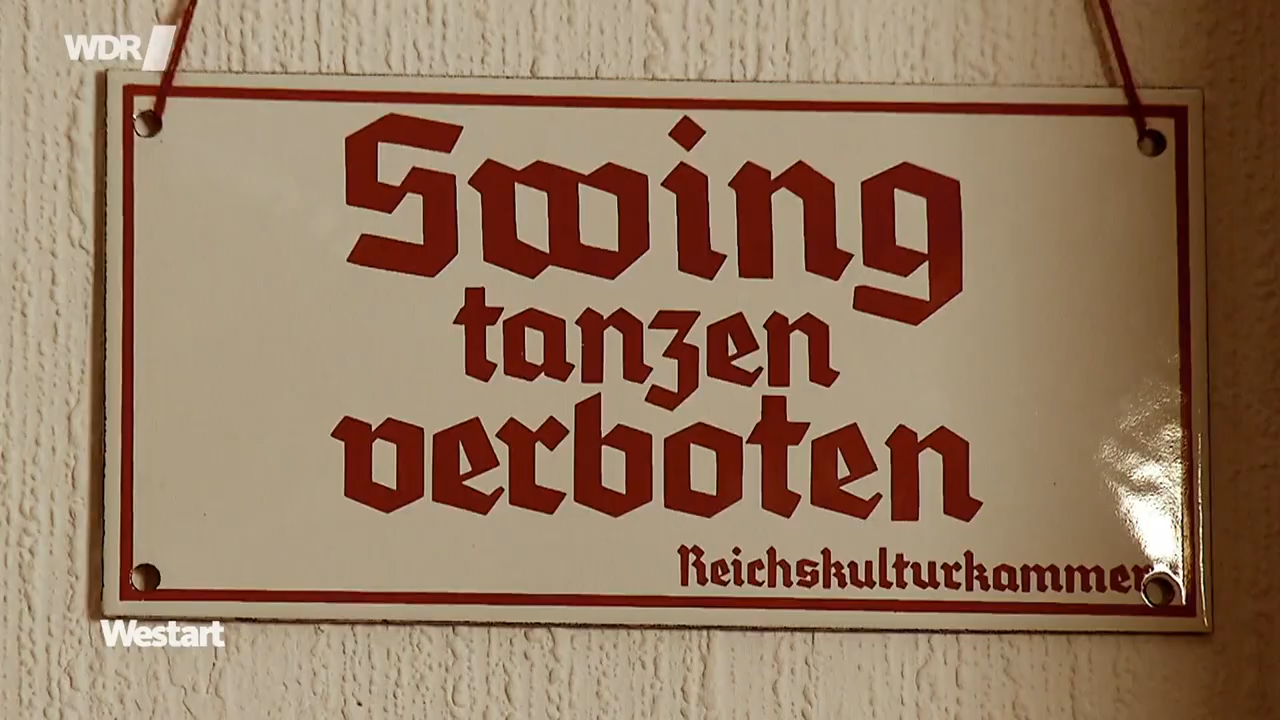 WDR
Swing
tanzen
verboten
Reichskulturkammer
Westart